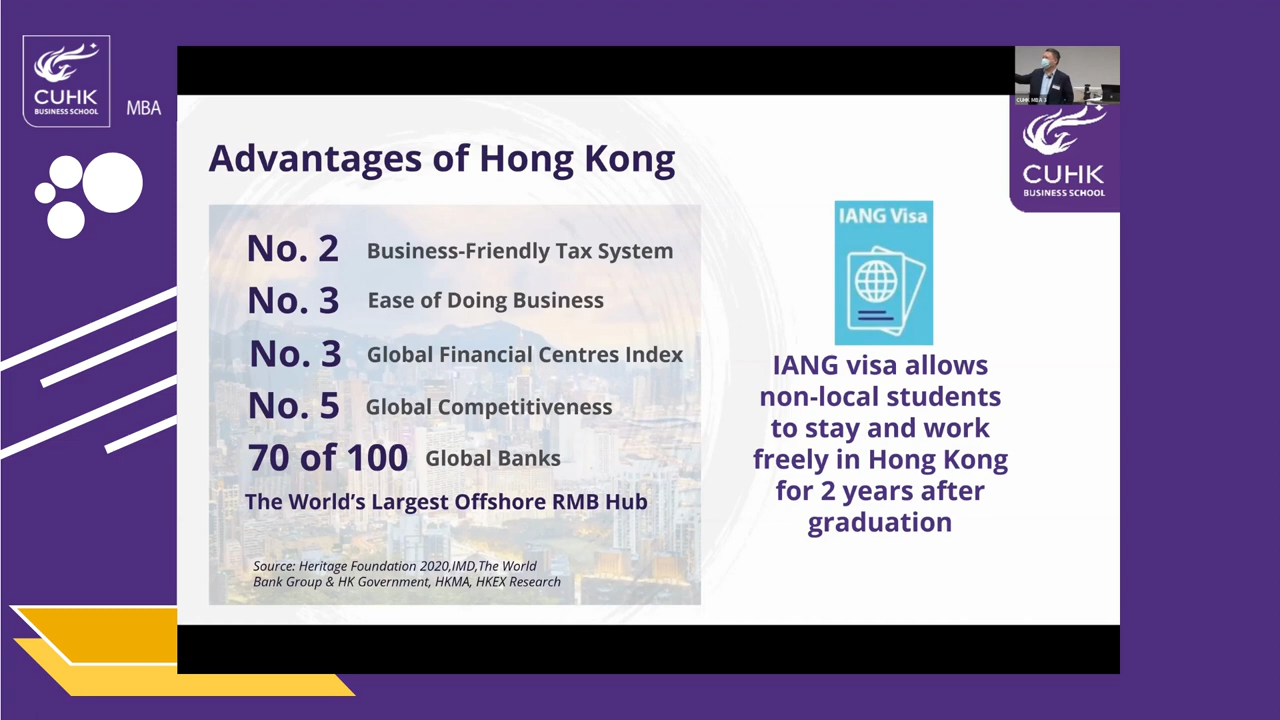 CUHK
BUSINESS SCHOOL
MBA
CUHK MBA 3
CUHK
BUSINESS SCHOOL
Advantages of Hong Kong
No. 2 Business-Friendly Tax System
No. 3 Ease of Doing Business
No. 3 Global Financial Centres Index
No. 5 Global Competitiveness
70 of 100 Global Banks
The World's Largest Offshore RMB Hub
Source: Heritage Foundation 2020,IMD,The World
Bank Group & HK Government, HKMA, HKEX Research
IANG Visa
IANG visa allows
non-local students
to stay and work
freely in Hong Kong
for 2 years after
graduation